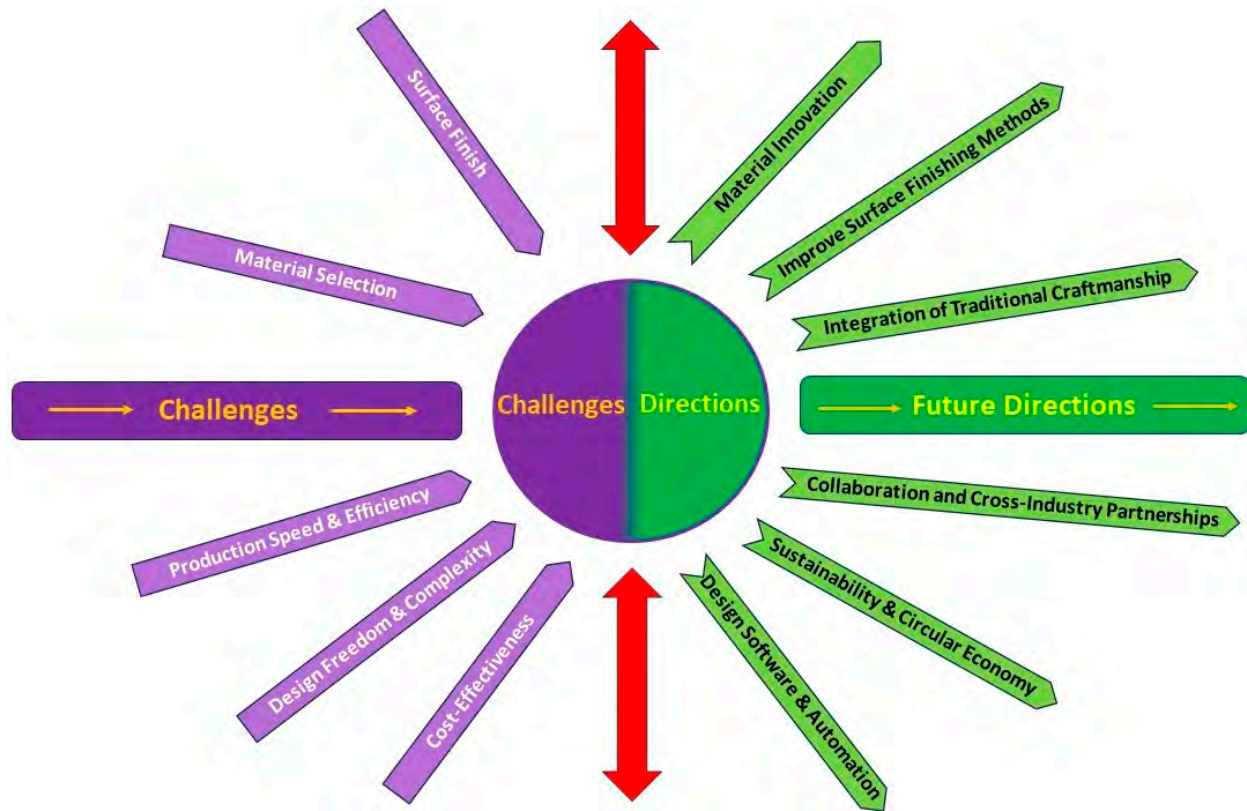 Surface Finish
Material Selection
Challenges
Production Speed & Efficiency
Design Freedom & Complexity
Cost-Effectiveness
Challenges
Directions
Material Innovation
Improve Surface Finishing Methods
Integration of Traditional Craftmanship
Future Directions
Collaboration and Cross-Industry Partnerships
Sustainability & Circular Economy
Design Software & Automation